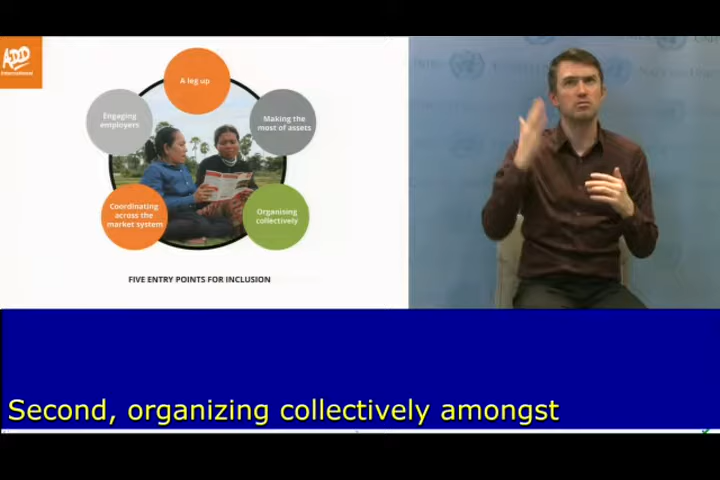 ADD
International
A leg up
Engaging
employers
Making the
most of assets
Coordinating
across the
market system
Organising
collectively
FIVE ENTRY POINTS FOR INCLUSION
Second, organizing collectively amongst